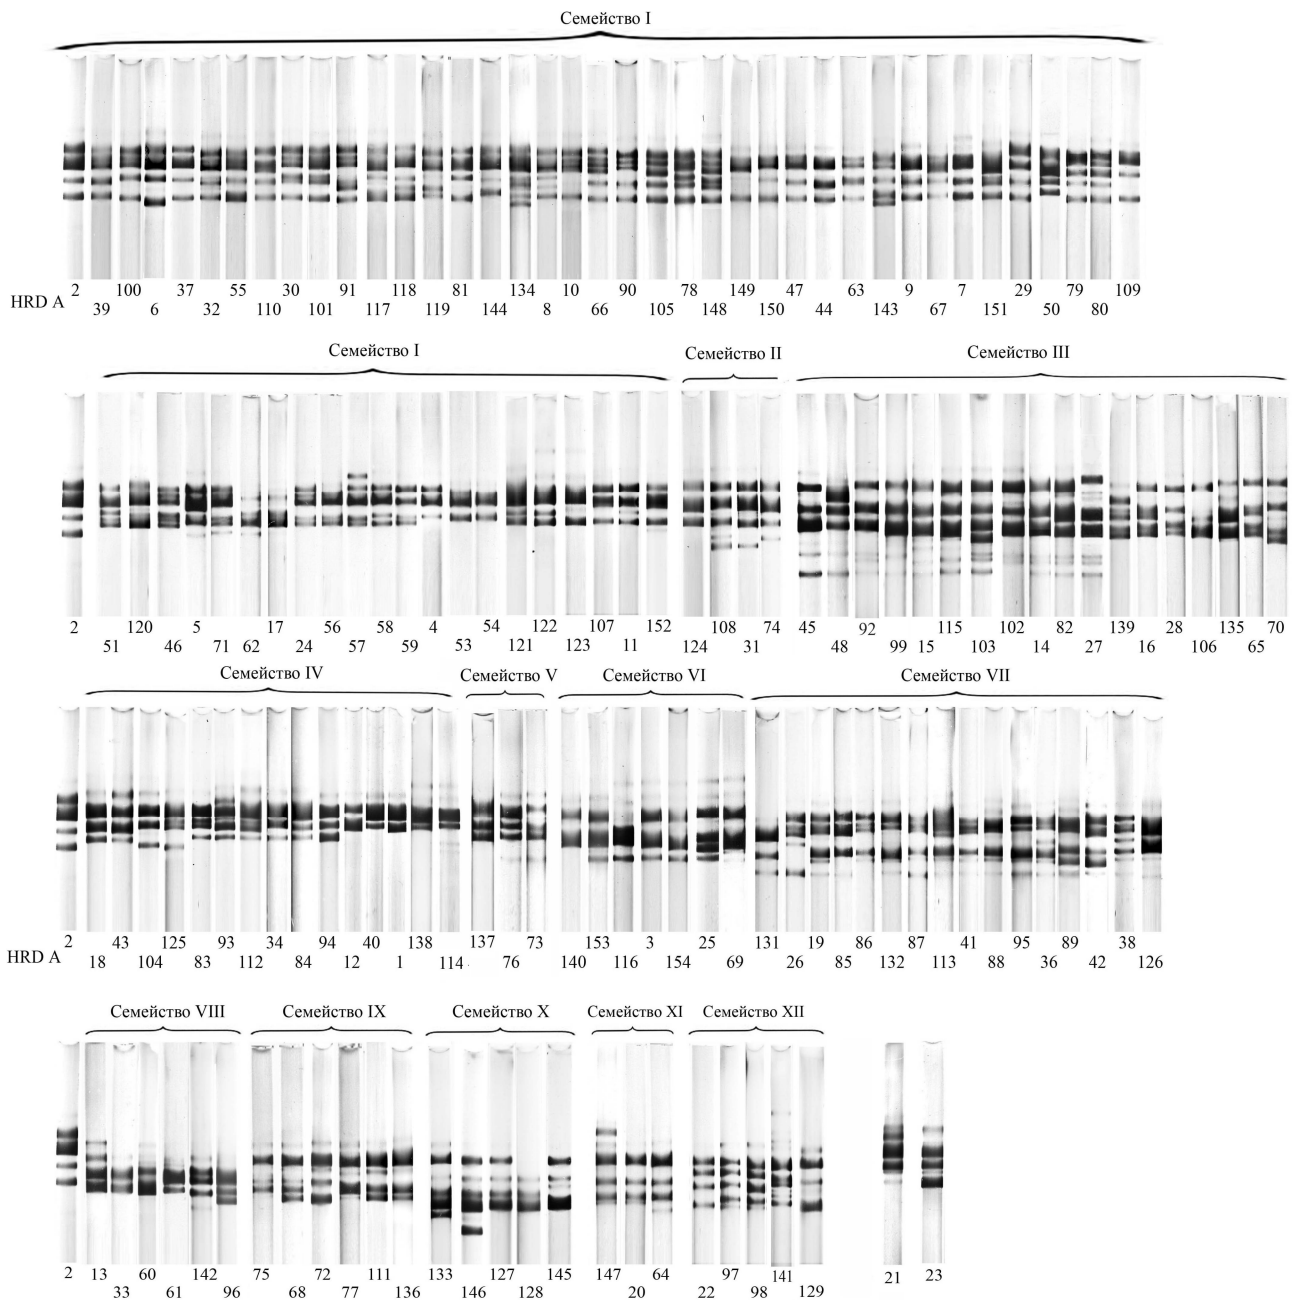 Семейство I
2 100 37 55 30 91 118 81 134 10 90 78 149 47 63 9 7 29 79 109
HRD A 39 6 32 110 101 117 119 144 8 66 105 148 150 44 143 67 151 50 80
Семейство I Семейство II Семейство III
2 120 5 17 56 58 4 54 122 107 152 108 74 45 92 115 102 82 139 28 135 70
51 46 71 62 24 57 59 53 121 123 11 124 31 48 99 15 103 14 27 16 106 65
Семейство IV Семейство V Семейство VI Семейство VII
2 43 125 93 34 94 40 138 137 73 153 3 25 131 19 86 87 41 95 89 38
HRD A 18 104 83 112 84 12 1 114 76 140 116 154 69 26 85 132 113 88 36 42 126
Семейство VIII Семейство IX Семейство X Семейство XI Семейство XII
2 13 60 142 75 72 111 133 127 145 147 64 97 141 21 23
33 61 96 68 77 136 146 128 20 22 98 129